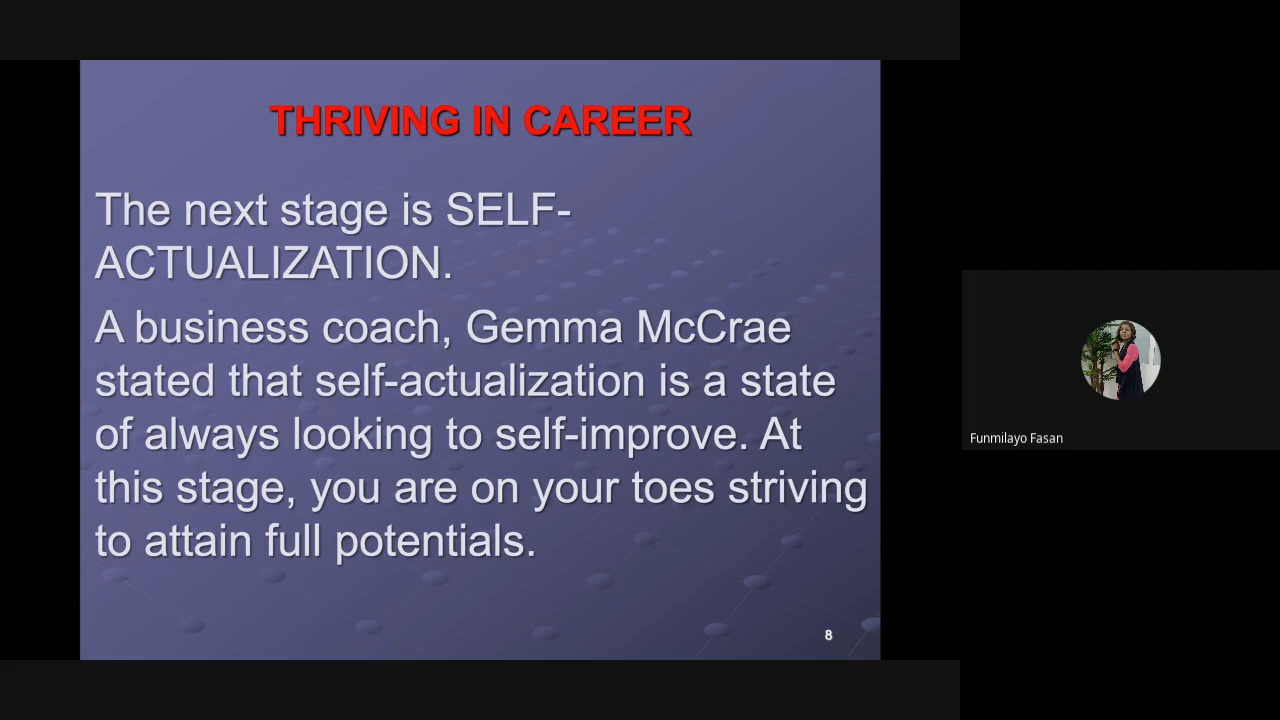 THRIVING IN CAREER
The next stage is SELF-
ACTUALIZATION.
A business coach, Gemma McCrae
stated that self-actualization is a state
of always looking to self-improve. At
this stage, you are on your toes striving
to attain full potentials.
8
Funmilayo Fasan